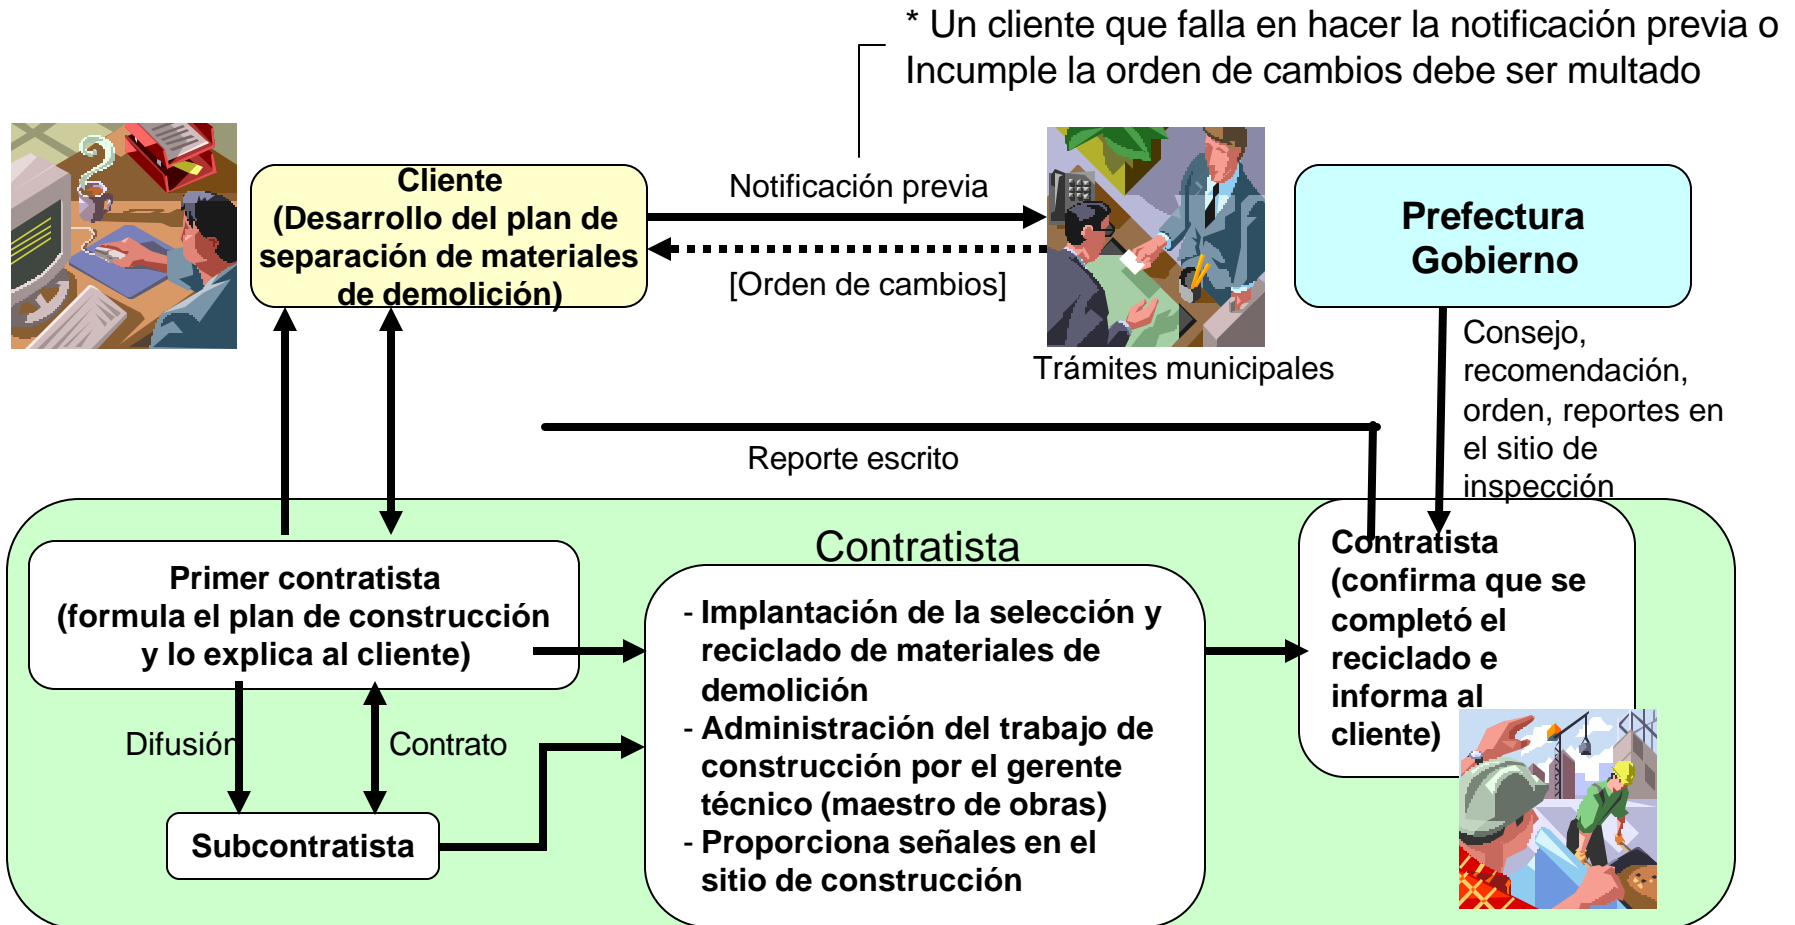 * Un cliente que falla en hacer la notificación previa o
Incumple la orden de cambios debe ser multado
Cliente
(Desarrollo del plan de
separación de materiales
de demolición)
Notificación previa
[Orden de cambios]
Trámites municipales
Prefectura
Gobierno
Consejo,
recomendación,
orden, reportes en
el sitio de
inspección
Reporte escrito
Contratista
Primer contratista
(formula el plan de construcción
y lo explica al cliente)
Difusión
Contrato
Subcontratista
- Implantación de la selección y
reciclado de materiales de
demolición
- Administración del trabajo de
construcción por el gerente
técnico (maestro de obras)
- Proporciona señales en el
sitio de construcción
Contratista
(confirma que se
completó el
reciclado e
informa al
cliente)